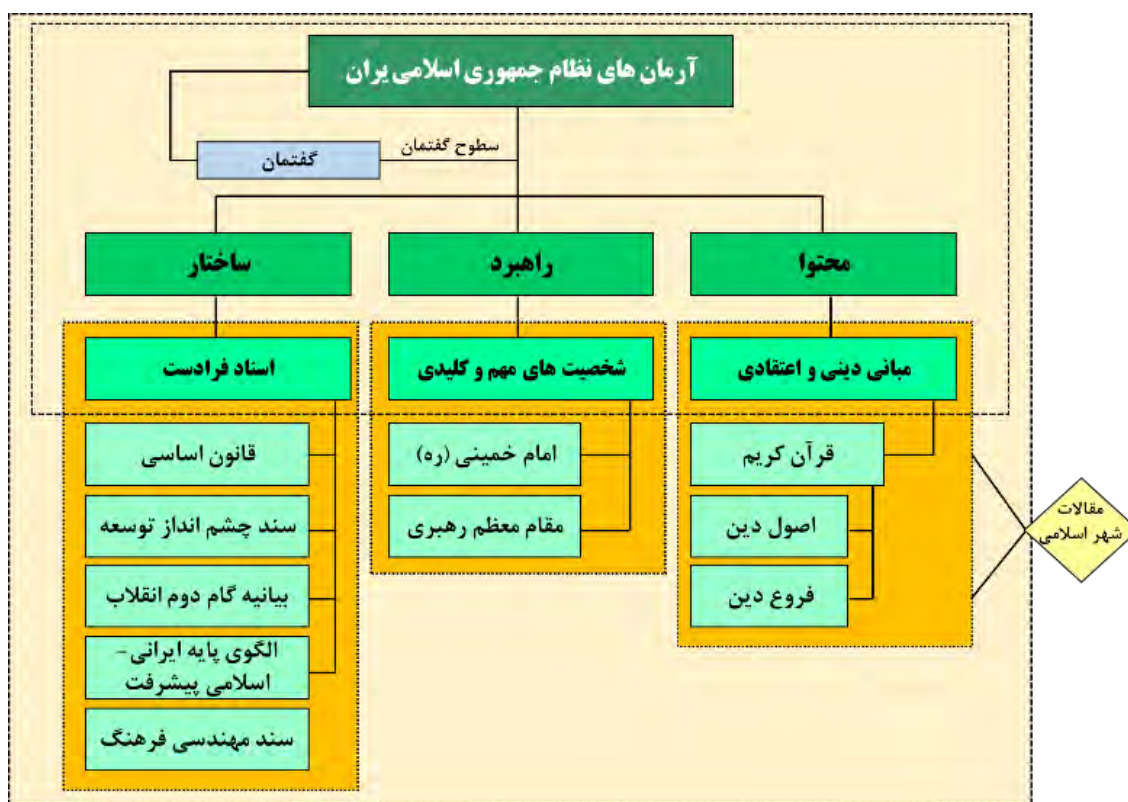 آرمان های نظام جمهوری اسلامی یران
سطوح گفتمان
گفتمان
محتوا
راهبرد
ساختار
مبانی دینی و اعتقادی
شخصیت های مهم و کلیدی
اسناد فرادست
قرآن کریم
اصول دین
فروع دین
امام خمینی (ره)
مقام معظم رهبری
قانون اساسی
سند چشم انداز توسعه
بیانیه گام دوم انقلاب
الگوی پایه ایرانی-
اسلامی پیشرفت
سند مهندسی فرهنگ
مقالات
شهر اسلامی